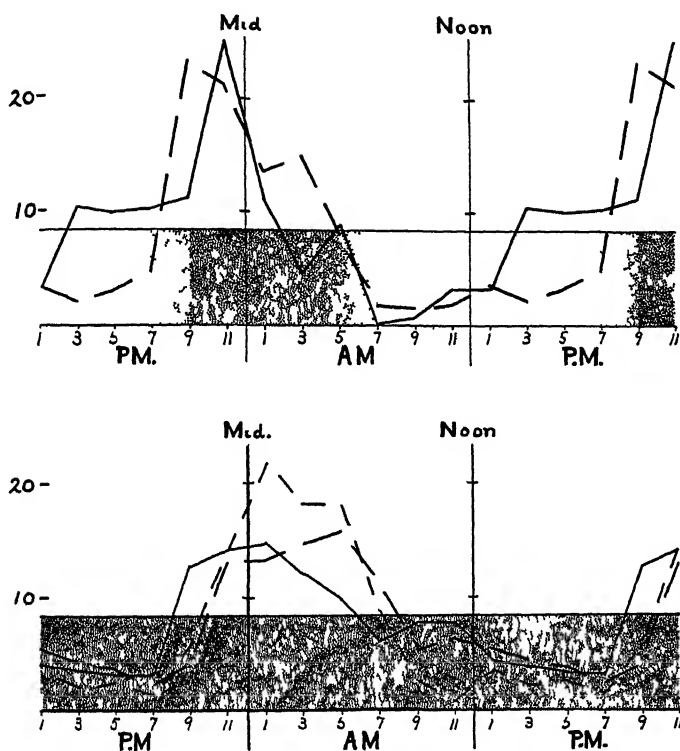 Mid Noon
20-
10-
1 3 5 7 9 11 1 3 5 7 9 11 1 3 5 7 9 11
P.M. AM P.M.
Mid. Noon
20-
10-
1 3 5 7 9 11 1 3 5 7 9 11 1 3 5 7 9 11
P.M AM P.M.